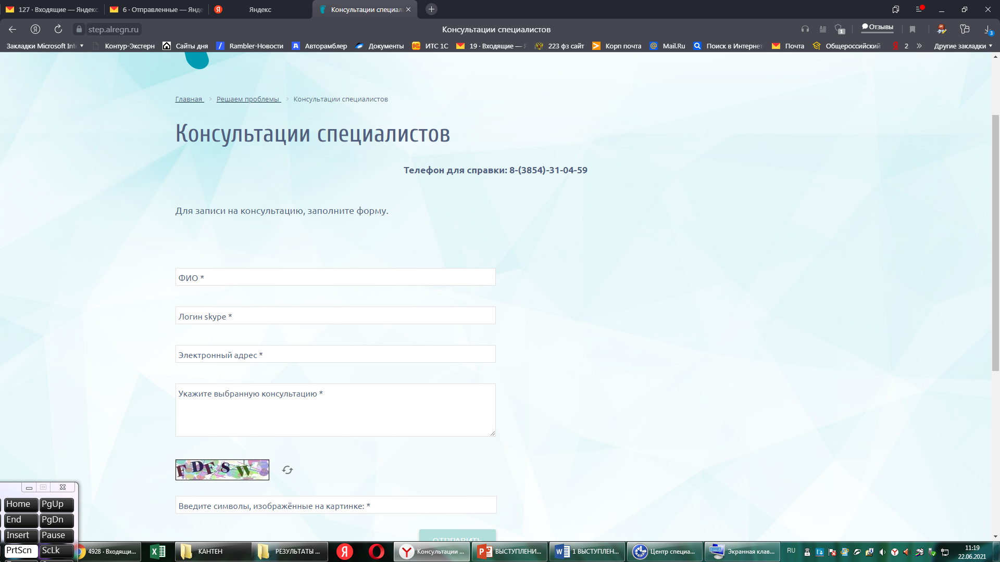 127 · Входящие — Яндекс
6 · Отправленные — Янде
Яндекс
Консультации специал
step.alregn.ru
Консультации специалистов
1
Отзывы
3
Закладки Microsoft Int
Контур-Экстерн
Сайты дня
Rambler-Новости
Авторамблер
Документы
ИТС 1С
19 · Входящие — Я
223 фз сайт
Корп почта
Mail.Ru
Поиск в Интернет
Почта
Общероссийский
2
Другие закладки
Главная
Решаем проблемы
Консультации специалистов
Консультации специалистов
Телефон для справки: 8-(3854)-31-04-59
Для записи на консультацию, заполните форму.
ФИО *
Логин skype *
Электронный адрес *
Укажите выбранную консультацию *
FDFSW
Введите символы, изображённые на картинке: *
ОТПРАВИТЬ
Home PgUp
End PgDn
Insert Pause
PrtScn ScLk
4928 · Входящи...
КАНТЕН
РЕЗУЛЬТАТЫ ...
Консультации ...
ВЫСТУПЛЕНИ...
1 ВЫСТУПЛЕН...
Центр специа...
Экранная клав...
RU
11:19
22.06.2021